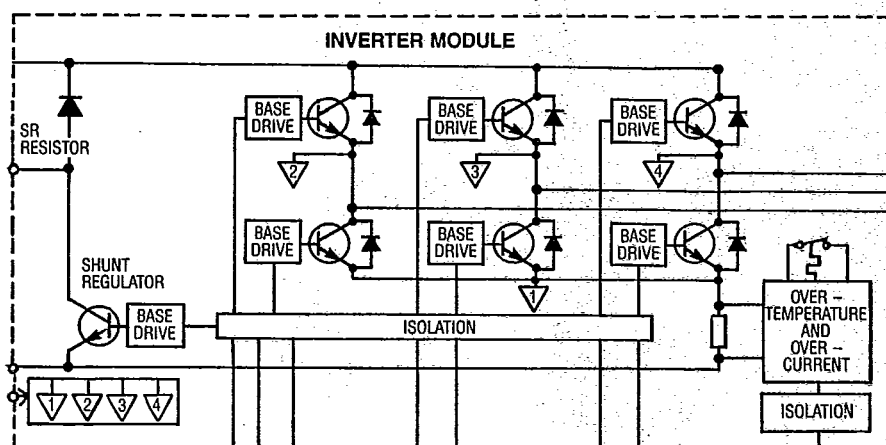 INVERTER MODULE
SR
RESISTOR
BASE
DRIVE
BASE
DRIVE
BASE
DRIVE
2
3
4
BASE
DRIVE
BASE
DRIVE
BASE
DRIVE
1
SHUNT
REGULATOR
BASE
DRIVE
ISOLATION
OVER –
TEMPERATURE
AND
OVER –
CURRENT
1 2 3 4
ISOLATION